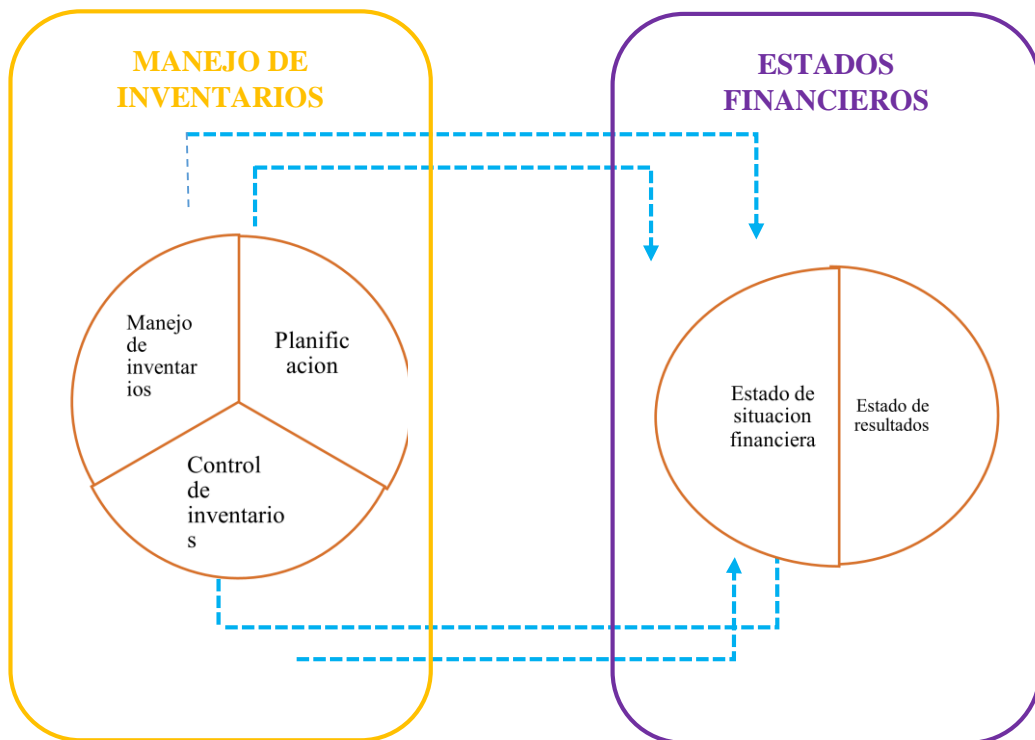 MANEJO DE
INVENTARIOS
Manejo
de
inventar
ios
Planific
acion
Control
de
inventario
s
ESTADOS
FINANCIEROS
Estado de
situacion
financiera
Estado de
resultados